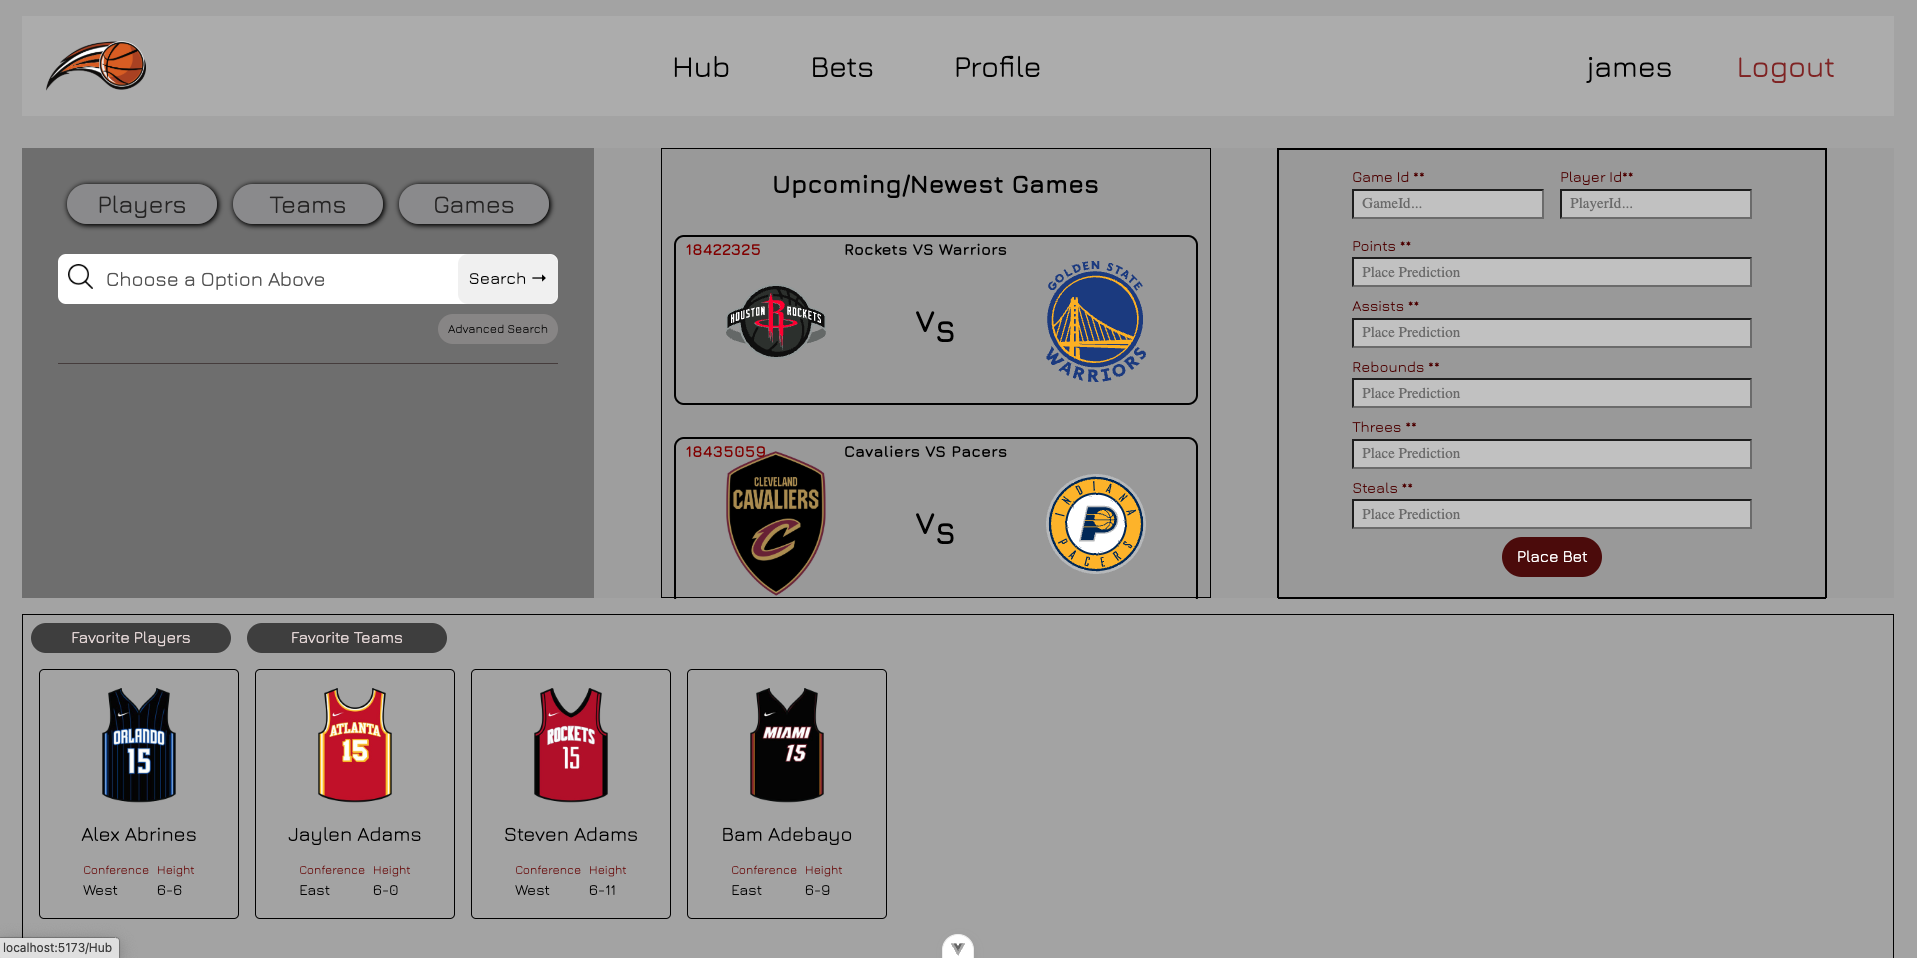 Hub Bets Profile james Logout
Players Teams Games
Choose a Option Above Search →
Advanced Search
Upcoming/Newest Games
18422325 Rockets VS Warriors
HOUSTON ROCKETS
R
VS
GOLDEN STATE
WARRIORS
18435059 Cavaliers VS Pacers
CLEVELAND
CAVALIERS
C
VS
INDIANA
P
PACERS
Game Id ** Player Id**
GameId... PlayerId...
Points **
Place Prediction
Assists **
Place Prediction
Rebounds **
Place Prediction
Threes **
Place Prediction
Steals **
Place Prediction
Place Bet
Favorite Players Favorite Teams
ORLANDO
15
Alex Abrines
Conference Height
West 6-6
ATLANTA
15
Jaylen Adams
Conference Height
East 6-0
ROCKETS
15
Steven Adams
Conference Height
West 6-11
MIAMI
15
Bam Adebayo
Conference Height
East 6-9
localhost:5173/Hub